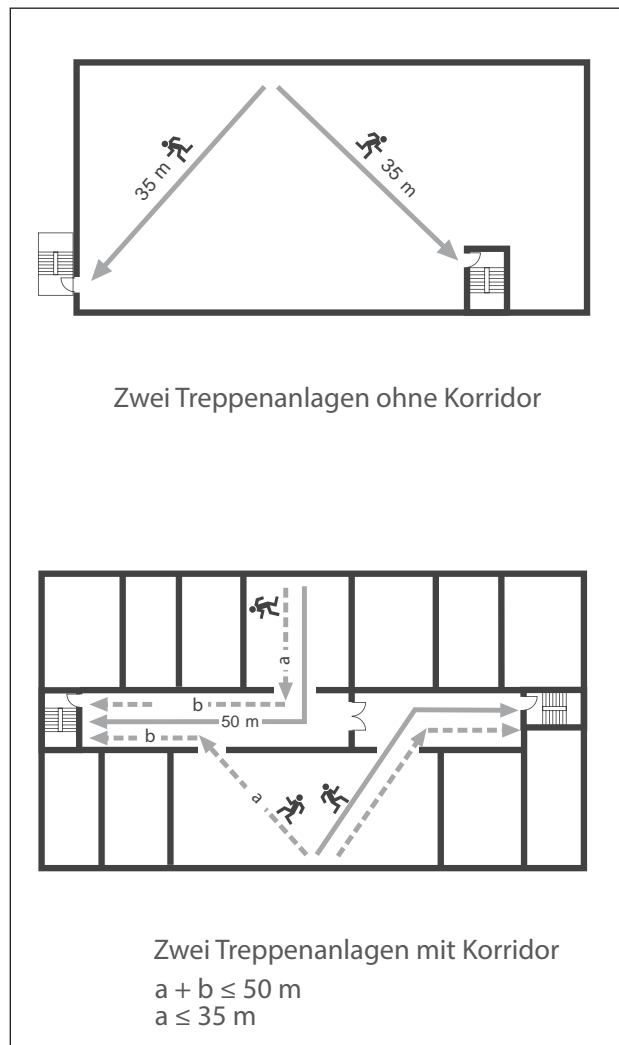 35 m
35 m
Zwei Treppenanlagen ohne Korridor
a
b
50 m
b
a
Zwei Treppenanlagen mit Korridor
a + b ≤ 50 m
a ≤ 35 m